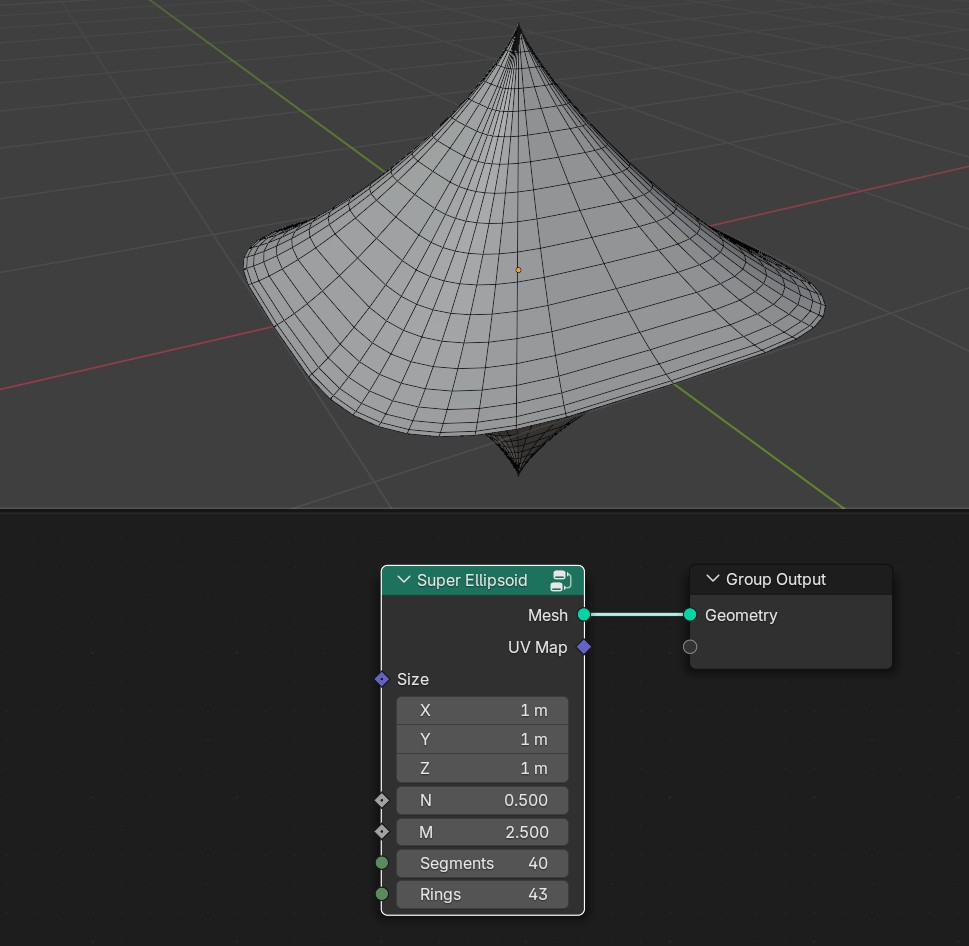 Super Ellipsoid
Group Output
Mesh
Geometry
UV Map
Size
X 1 m
Y 1 m
Z 1 m
N 0.500
M 2.500
Segments 40
Rings 43